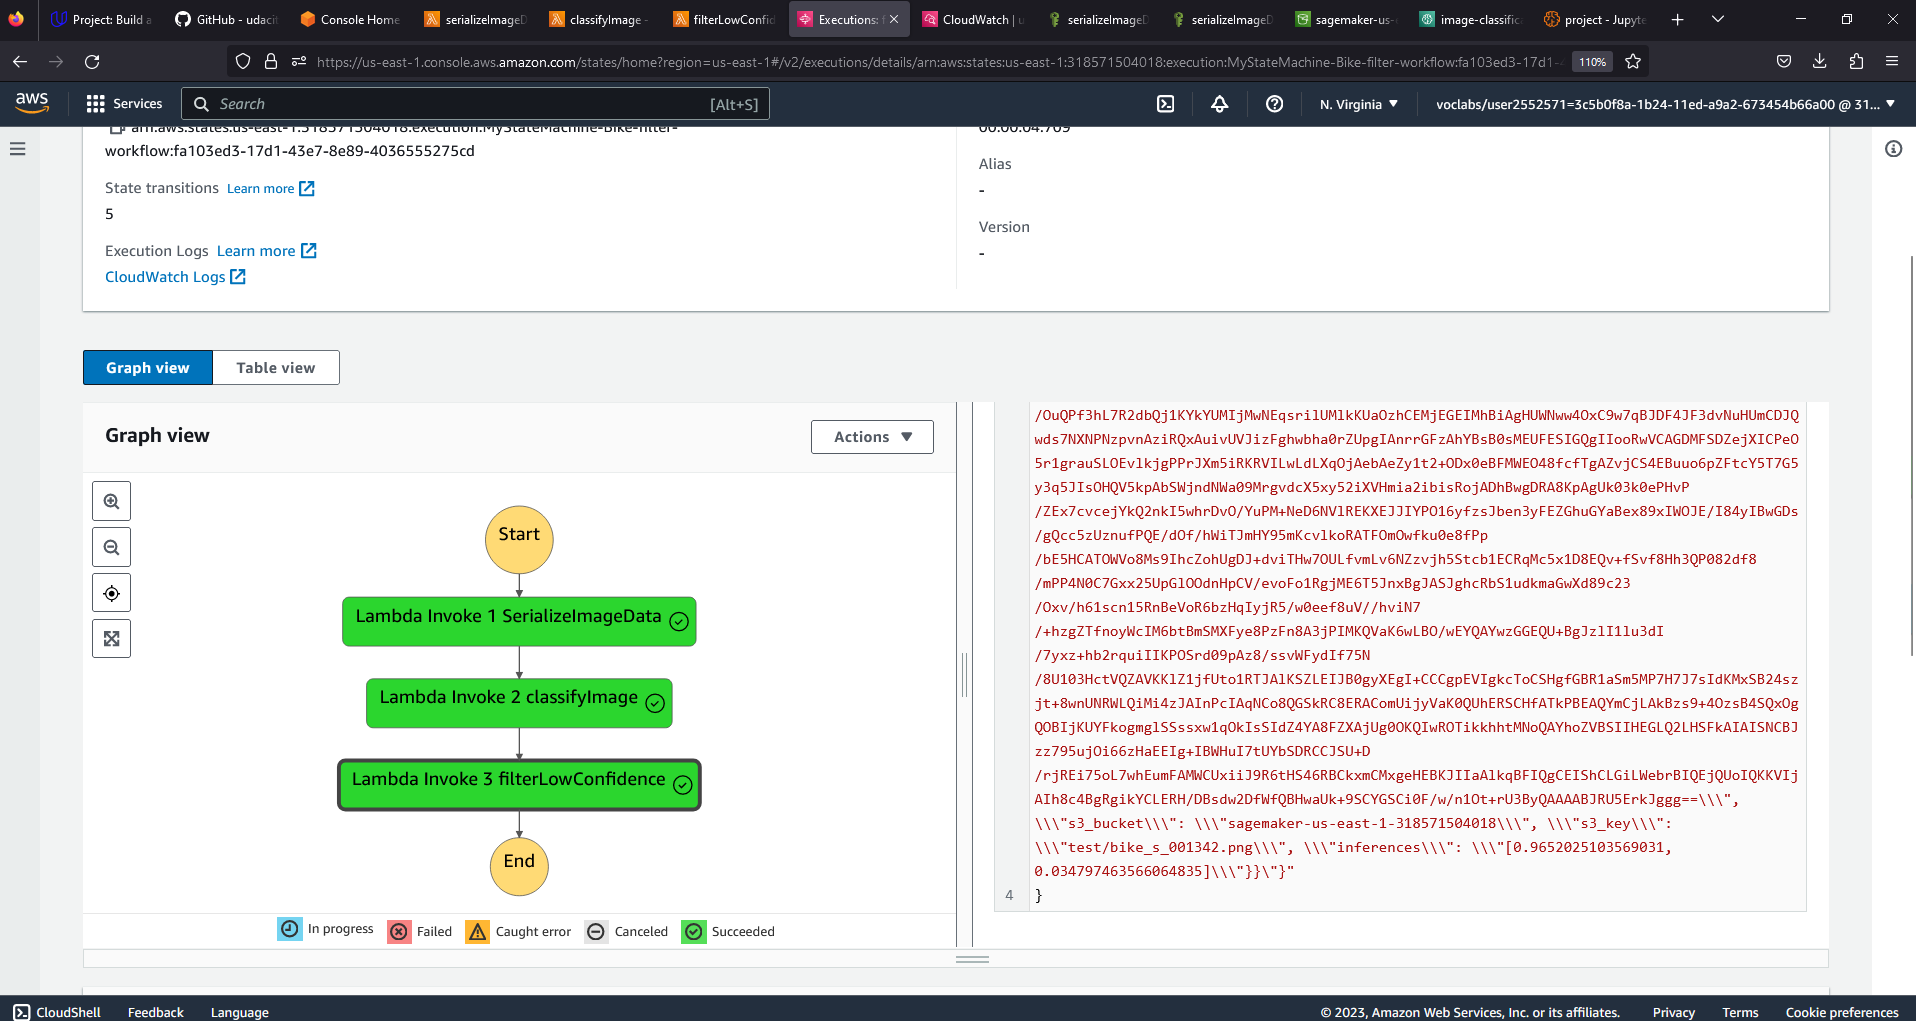 Project: Build a
GitHub - udacit
Console Home
serializeImageD
classifyImage -
filterLowConfid
Executions: f
CloudWatch | u
serializeImageD
serializeImageD
sagemaker-us-e
image-classific
project - Jupyte
https://us-east-1.console.aws.amazon.com/states/home?region=us-east-1#/v2/executions/details/arn:aws:states:us-east-1:318571504018:execution:MyStateMachine-Bike-filter-workflow:fa103ed3-17d1-4
110%
aws
Services
Search
[Alt+S]
N. Virginia
voclabs/user2552571=3c5b0f8a-1b24-11ed-a9a2-673454b66a00 @ 31...
arn:aws:states:us-east-1:318571504018:execution:MyStateMachine-Bike-filter-
workflow:fa103ed3-17d1-43e7-8e89-4036555275cd
State transitions Learn more
5
Execution Logs Learn more
CloudWatch Logs
00:00:04.709
Alias
-
Version
-
Graph view
Table view
Graph view
Actions
Start
Lambda Invoke 1 SerializeImageData
Lambda Invoke 2 classifyImage
Lambda Invoke 3 filterLowConfidence
End
In progress
Failed
Caught error
Canceled
Succeeded
/OuQPf3hL7R2dbQj1KYkYUMIjMwNEqsrilUMlkKUaOzhCEMjEGEIMhBiAgHUWNww4OxC9w7qBJDF4JF3dvNuHUmCDJQ
wds7NXNPNzpvnAziRQxAuivUVJizFghwbha0rZUpgIAnrrGFzAhYBsB0sMEUFESIGQgIIooRwVCAGDMFSDZejXICPeO
5r1grauSLOEvlkjgPPrJXm5iRKRVILwLdLXqOjAebAeZy1t2+ODx0eBFMWEO48fcfTgAZvjCS4EBuuo6pZFtcY5T7G5
y3q5JIsOHQV5kpAbSWjndNWa09MrgvdcX5xy52iXVHmia2ibisRojADhBwgDRA8KpAgUk03k0ePHvP
/ZEx7cvcejYkQ2nkI5whrDvO/YuPM+NeD6NVlREKXEJJIYPO16yfzsJben3yFEZGhuGYaBex89xIWOJE/I84yIBwGDs
/gQcc5zUznufPQE/dOf/hWiTJmHY95mKcvlkoRATFOmOwfku0e8fPp
/bE5HCATOWVo8Ms9IhcZohUgDJ+dviTHw7OULfvmLv6NZzvjh5Stcb1ECRqMc5x1D8EQv+fSvf8Hh3QP082df8
/mPP4N0C7Gxx25UpGlOOdnHpCV/evoFo1RgjME6T5JnxBgJASJghcRbS1udkmaGwXd89c23
/Oxv/h61scn15RnBeVoR6bzHqIyjR5/w0eef8uV//hviN7
/+hzgZTfnoyWcIM6btBmSMXFye8PzFn8A3jPIMKQVaK6wLBO/wEYQAYwzGGEQU+BgJzlI1lu3dI
/7yxz+hb2rquiIIKPOSrd09pAz8/ssvWFydIf75N
/8U103HctVQZAVKKlZ1jfUto1RTJAlKSZLEIJB0gyXEgI+CCCgpEVIgkcToCSHgfGBR1aSm5MP7H7J7sIdKMxSB24sz
jt+8wnUNRWLQiMi4zJAInPcIAqNCo8QGSkRC8ERAComUijyVaK0QUhERSCHfATkPBEAQYmCjLAkBzs9+4OzsB4SQxOg
QOBIjKUYFkogmglSSssxw1qOkIsSIdZ4YA8FZXAjUg0OKQIwROTikkhhtMNoQAYhoZVBSIIHEGLQ2LHSFkAIAISNCBJ
zz795ujOi66zHaEEIg+IBWHuI7tUYbSDRCCJSU+D
/rjREi75oL7whEumFAMWCUxiiJ9R6tHS46RBCkxmCMxgeHEBKJIIaAlkqBFIQgCEIShCLGiLWebrBIQEjQUoIQKKVIj
AIh8c4BgRgikYCLERH/DBsdw2DfWfQBHwaUk+9SCYGSCi0F/w/n1Ot+rU3ByQAAAABJRU5ErkJggg==\\\",
\\\"s3_bucket\\\": \\\"sagemaker-us-east-1-318571504018\\\", \\\"s3_key\\\":
\\\"test/bike_s_001342.png\\\", \\\"inferences\\\": \\\"[0.9652025103569031,
0.034797463566064835]\\\"}}\"}"
4 }
CloudShell
Feedback
Language
© 2023, Amazon Web Services, Inc. or its affiliates.
Privacy
Terms
Cookie preferences